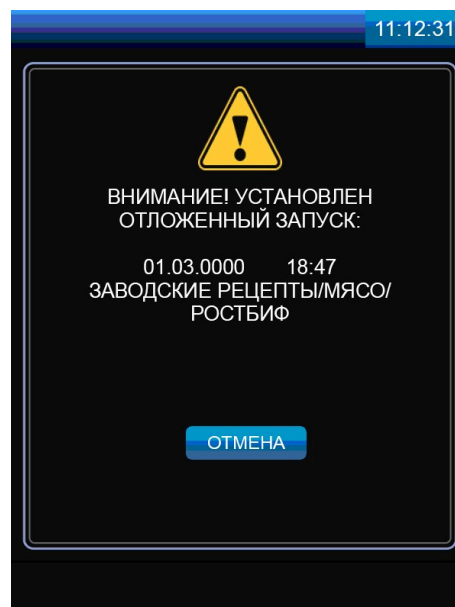 11:12:31
ВНИМАНИЕ! УСТАНОВЛЕН
ОТЛОЖЕННЫЙ ЗАПУСК:
01.03.0000 18:47
ЗАВОДСКИЕ РЕЦЕПТЫ/МЯСО/
РОСТБИФ
ОТМЕНА